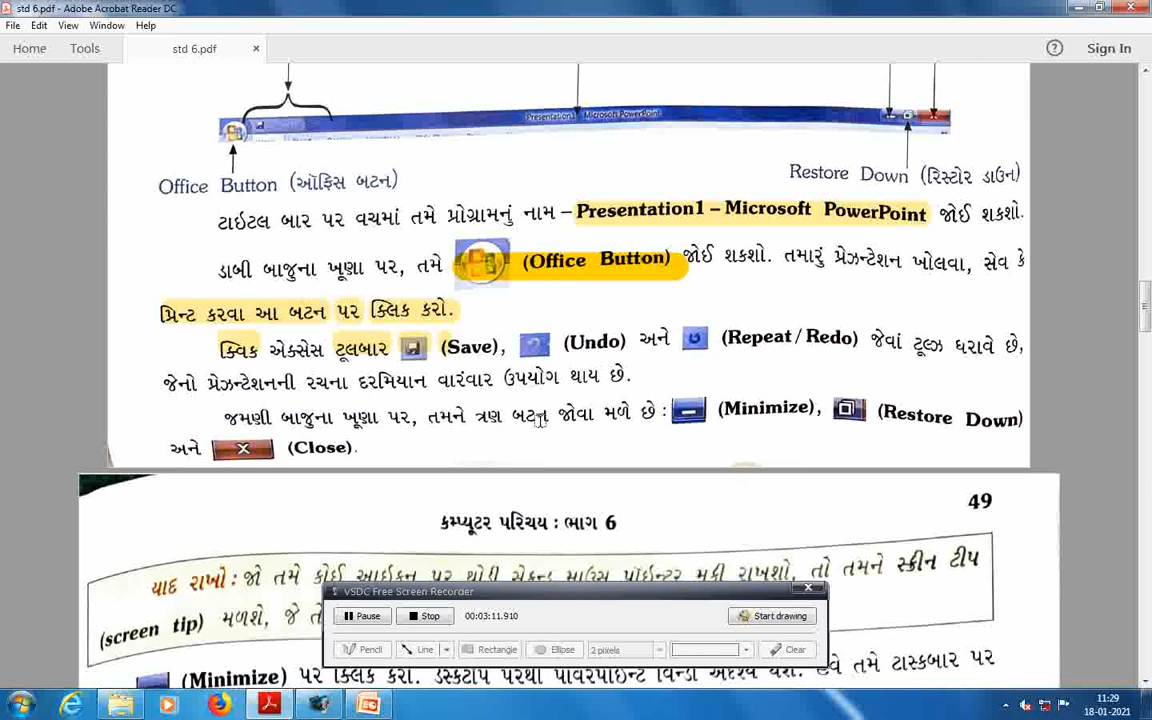 std 6.pdf - Adobe Acrobat Reader DC
File Edit View Window Help
Home Tools std 6.pdf × Sign In
Presentation1 Microsoft PowerPoint
Office Button (ઑફિસ બટન) Restore Down (રિસ્ટોર ડાઉન)
ટાઇટલ બાર પર વચમાં તમે પ્રોગ્રામનું નામ – Presentation1 – Microsoft PowerPoint જોઈ શકશો.
ડાબી બાજુના ખૂણા પર, તમે (Office Button) જોઈ શકશો. તમારું પ્રેઝન્ટેશન ખોલવા, સેવ કે
પ્રિન્ટ કરવા આ બટન પર ક્લિક કરો.
ક્વિક એક્સેસ ટૂલબાર (Save), (Undo) અને (Repeat/Redo) જેવાં ટૂલ્ઝ ધરાવે છે,
જેનો પ્રેઝન્ટેશનની રચના દરમિયાન વારંવાર ઉપયોગ થાય છે.
જમણી બાજુના ખૂણા પર, તમને ત્રણ બટન જોવા મળે છે : (Minimize), (Restore Down)
અને (Close).
49
કમ્પ્યૂટર પરિચય : ભાગ 6
યાદ રાખો : જો તમે કોઈ આઇકન પર થોડી સેકન્ડ માઉસ પૉઇન્ટર મૂકી રાખશો, તો તમને સ્ક્રીન ટીપ
(screen tip) મળશે, જે
VSDC Free Screen Recorder
Pause Stop 00:03:11.910 Start drawing
Pencil Line Rectangle Ellipse 2 pixels Clear
(Minimize) પર ક્લિક કરો. ડેસ્કટૉપ પરથી પાવરપૉઇન્ટ વિન્ડો અદૃશ્ય થશે. હવે તમે ટાસ્કબાર પર
11:29
18-01-2021